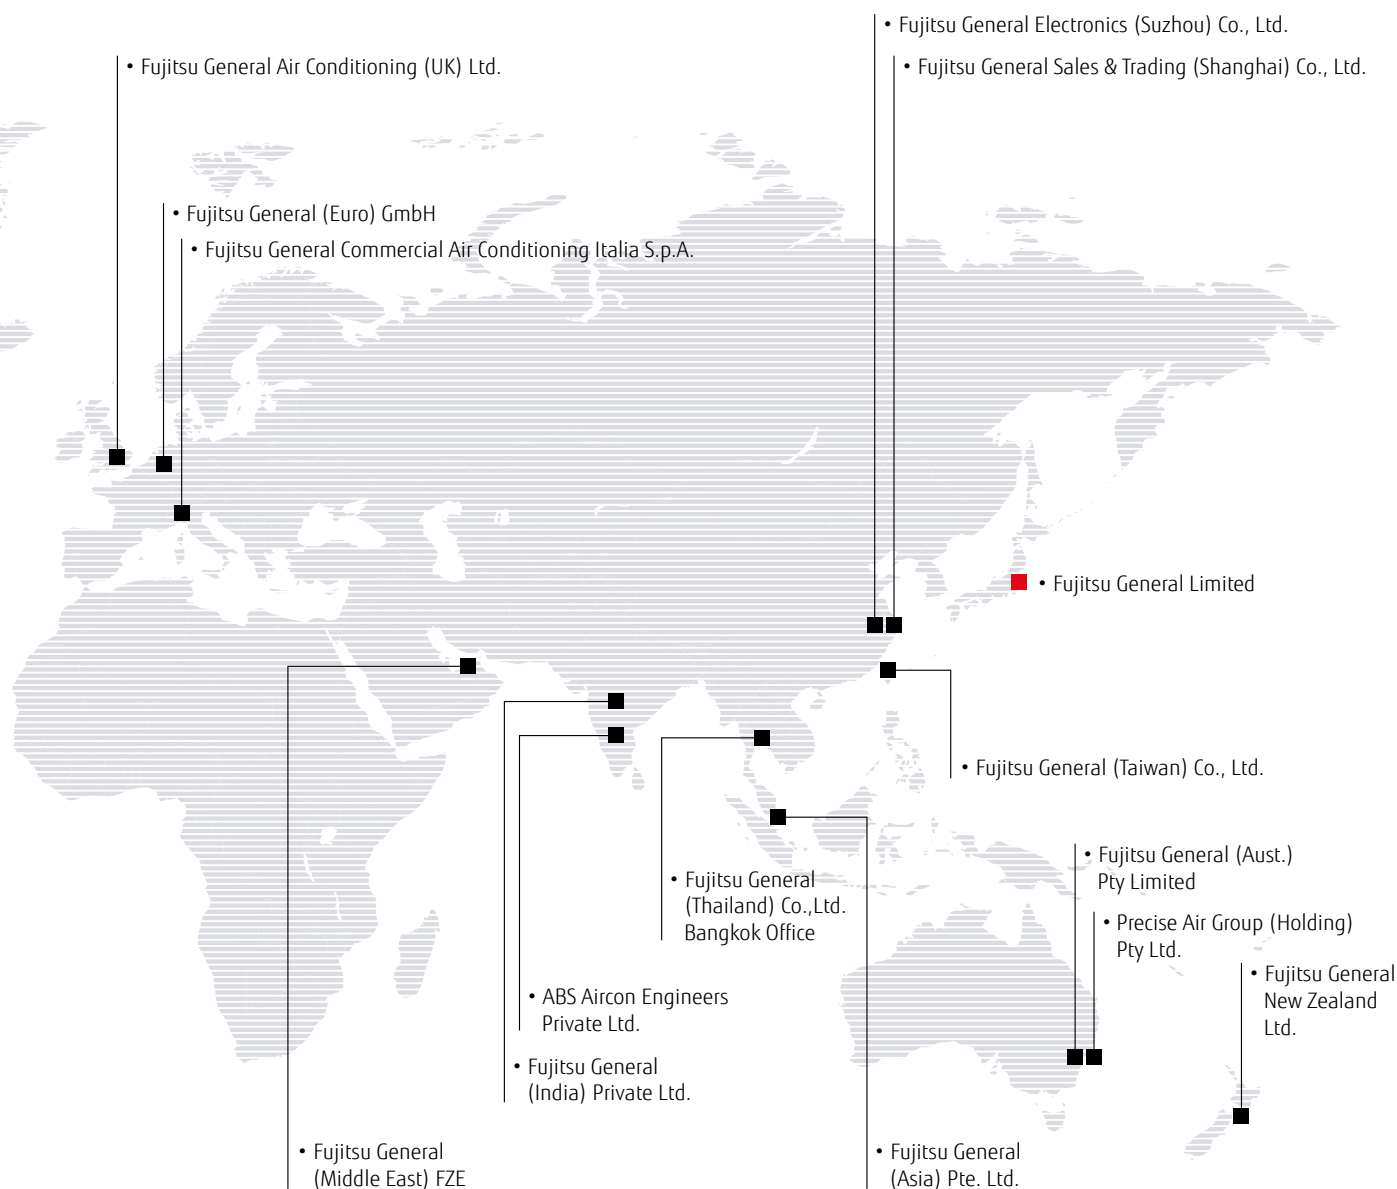 • Fujitsu General Electronics (Suzhou) Co., Ltd.
• Fujitsu General Air Conditioning (UK) Ltd.
• Fujitsu General Sales & Trading (Shanghai) Co., Ltd.
• Fujitsu General (Euro) GmbH
• Fujitsu General Commercial Air Conditioning Italia S.p.A.
• Fujitsu General Limited
• Fujitsu General (Taiwan) Co., Ltd.
• Fujitsu General (Aust.)
Pty Limited
• Fujitsu General
(Thailand) Co.,Ltd.
Bangkok Office
• Precise Air Group (Holding)
Pty Ltd.
• Fujitsu General
New Zealand
Ltd.
• ABS Aircon Engineers
Private Ltd.
• Fujitsu General
(India) Private Ltd.
• Fujitsu General
(Middle East) FZE
• Fujitsu General
(Asia) Pte. Ltd.